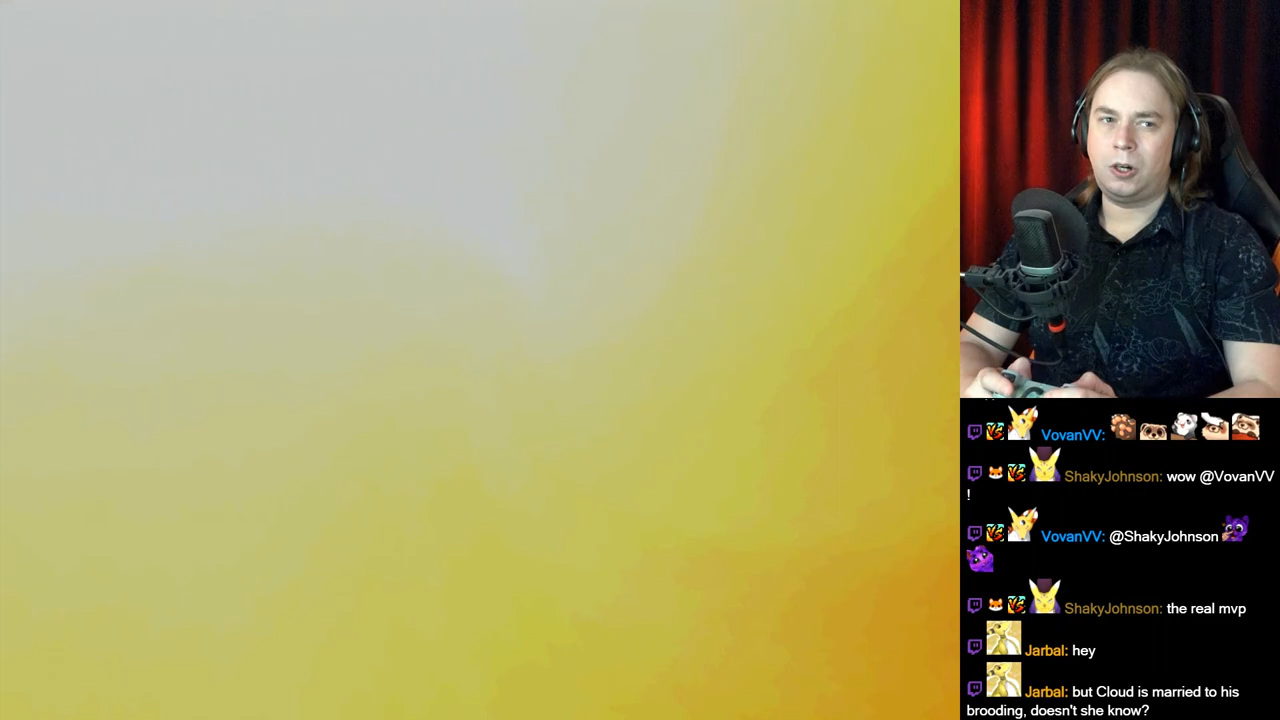 VovanVV:
ShakyJohnson: wow @VovanVV
!
VovanVV: @ShakyJohnson
ShakyJohnson: the real mvp
Jarbal: hey
Jarbal: but Cloud is married to his
brooding, doesn't she know?